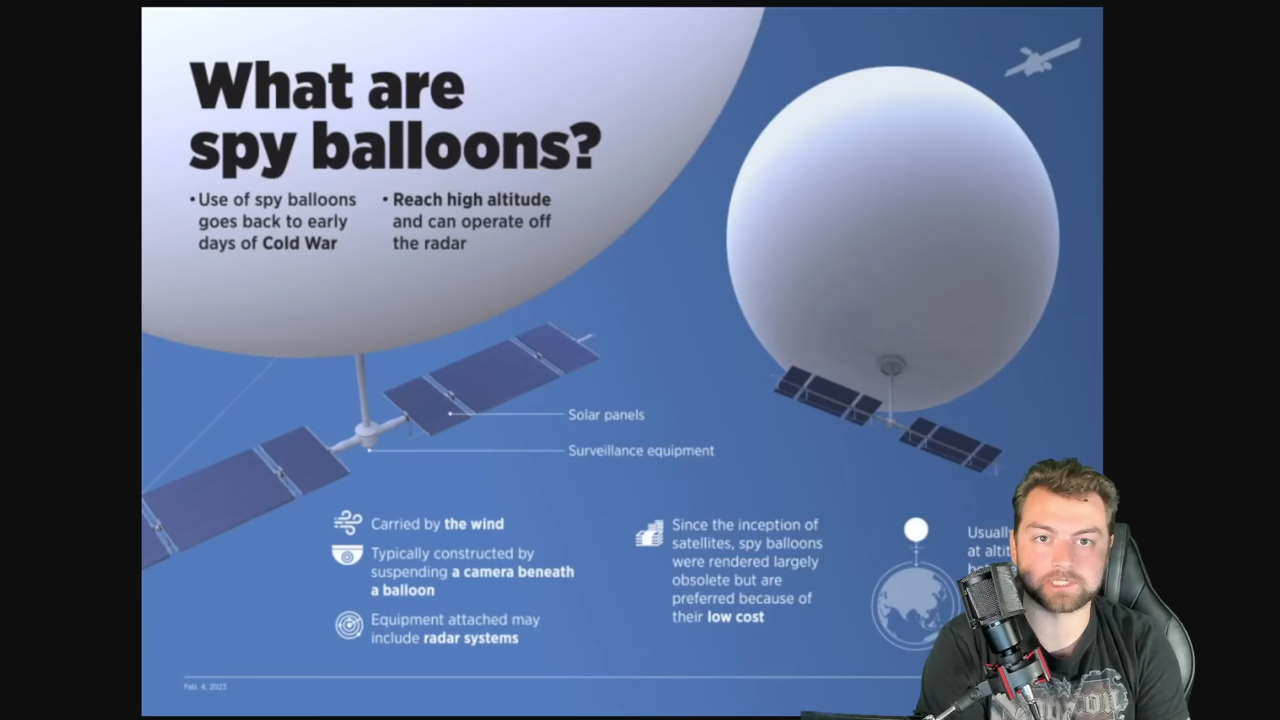 What are
spy balloons?
• Use of spy balloons
goes back to early
days of Cold War
• Reach high altitude
and can operate off
the radar
Solar panels
Surveillance equipment
Carried by the wind
Typically constructed by
suspending a camera beneath
a balloon
Equipment attached may
include radar systems
Since the inception of
satellites, spy balloons
were rendered largely
obsolete but are
preferred because of
their low cost
Feb. 4, 2023